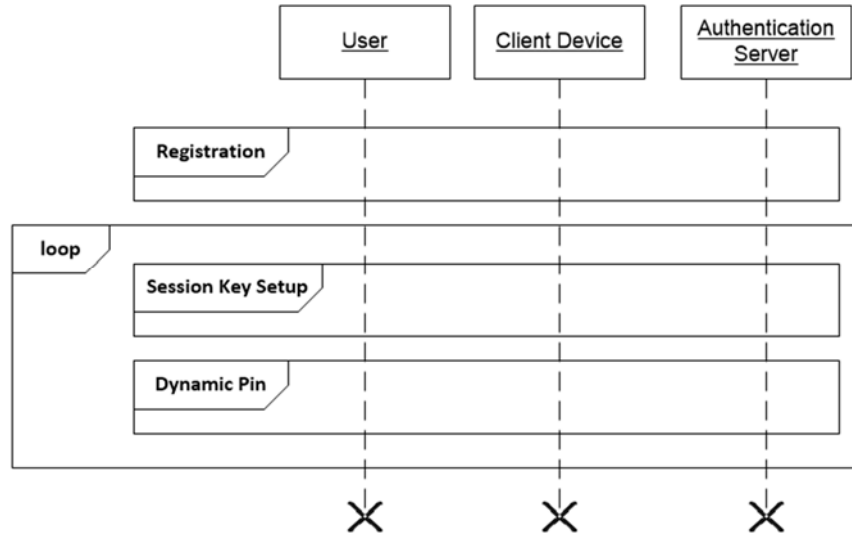 User
Client Device
Authentication
Server
Registration
loop
Session Key Setup
Dynamic Pin